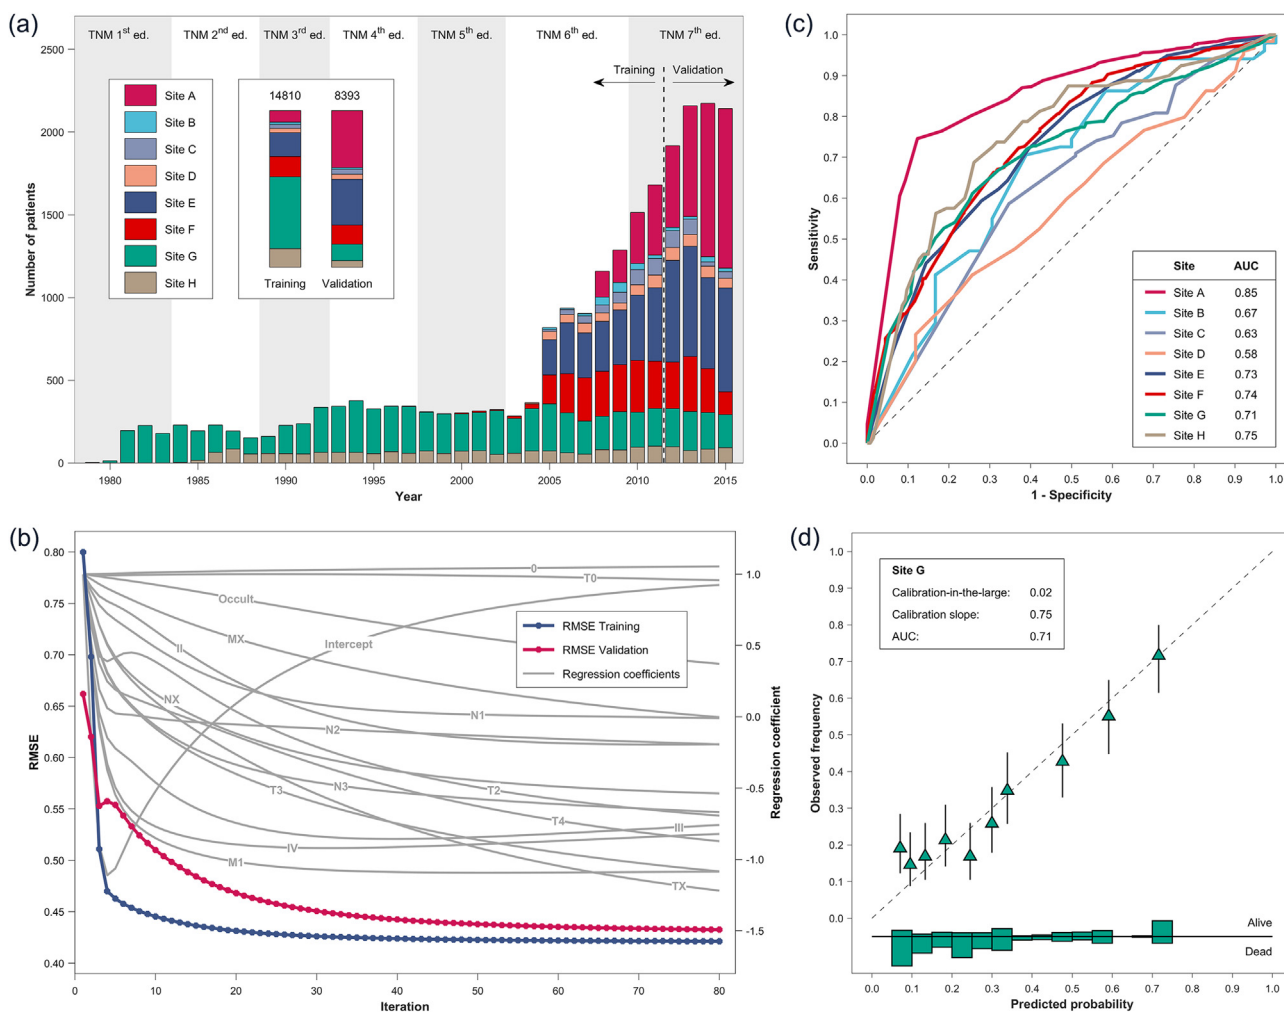 (a)
TNM 1st ed.
TNM 2nd ed.
TNM 3rd ed.
TNM 4th ed.
TNM 5th ed.
TNM 6th ed.
TNM 7th ed.
Training
Validation
Number of patients
2500
2000
1500
1000
500
0
Site A
Site B
Site C
Site D
Site E
Site F
Site G
Site H
14810
8393
Training
Validation
1980
1985
1990
1995
2000
2005
2010
2015
Year
(c)
Sensitivity
1.0
0.9
0.8
0.7
0.6
0.5
0.4
0.3
0.2
0.1
0.0
Site AUC
Site A 0.85
Site B 0.67
Site C 0.63
Site D 0.58
Site E 0.73
Site F 0.74
Site G 0.71
Site H 0.75
0.0 0.1 0.2 0.3 0.4 0.5 0.6 0.7 0.8 0.9 1.0
1 - Specificity
(b)
RMSE
0.80
0.75
0.70
0.65
0.60
0.55
0.50
0.45
0.40
0
T0
Occult
MX
Intercept
II
NX
N1
N2
T3
N3
T2
T4
III
IV
M1
TX
RMSE Training
RMSE Validation
Regression coefficients
1.0
0.5
0.0
-0.5
-1.0
-1.5
Regression coefficient
0 10 20 30 40 50 60 70 80
Iteration
(d)
Observed frequency
1.0
0.9
0.8
0.7
0.6
0.5
0.4
0.3
0.2
0.1
0.0
Site G
Calibration-in-the-large: 0.02
Calibration slope: 0.75
AUC: 0.71
Alive
Dead
0.0 0.1 0.2 0.3 0.4 0.5 0.6 0.7 0.8 0.9 1.0
Predicted probability